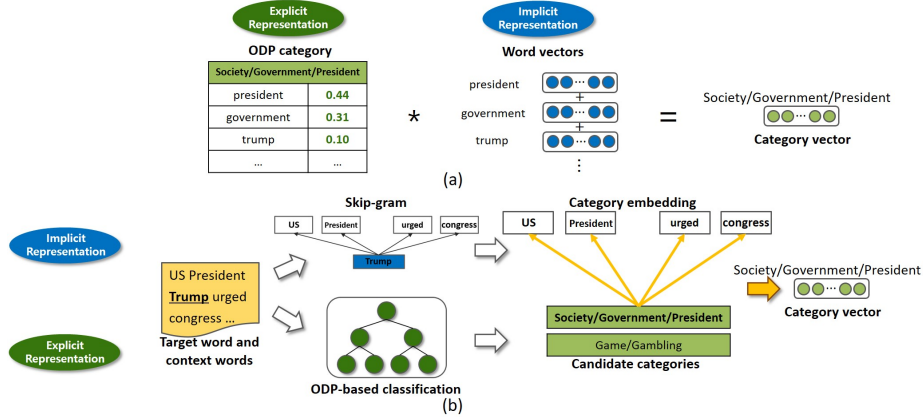 Explicit
Representation
Implicit
Representation
ODP category
Word vectors
Society/Government/President
president 0.44
government 0.31
trump 0.10
... ...
*
president
+
government
+
trump
⋮
=
Society/Government/President
Category vector
(a)
Skip-gram
US
President
urged
congress
Trump
Category embedding
US
President
urged
congress
Implicit
Representation
US President
Trump urged
congress ...
Target word and
context words
Explicit
Representation
ODP-based classification
Society/Government/President
Game/Gambling
Candidate categories
Society/Government/President
Category vector
(b)